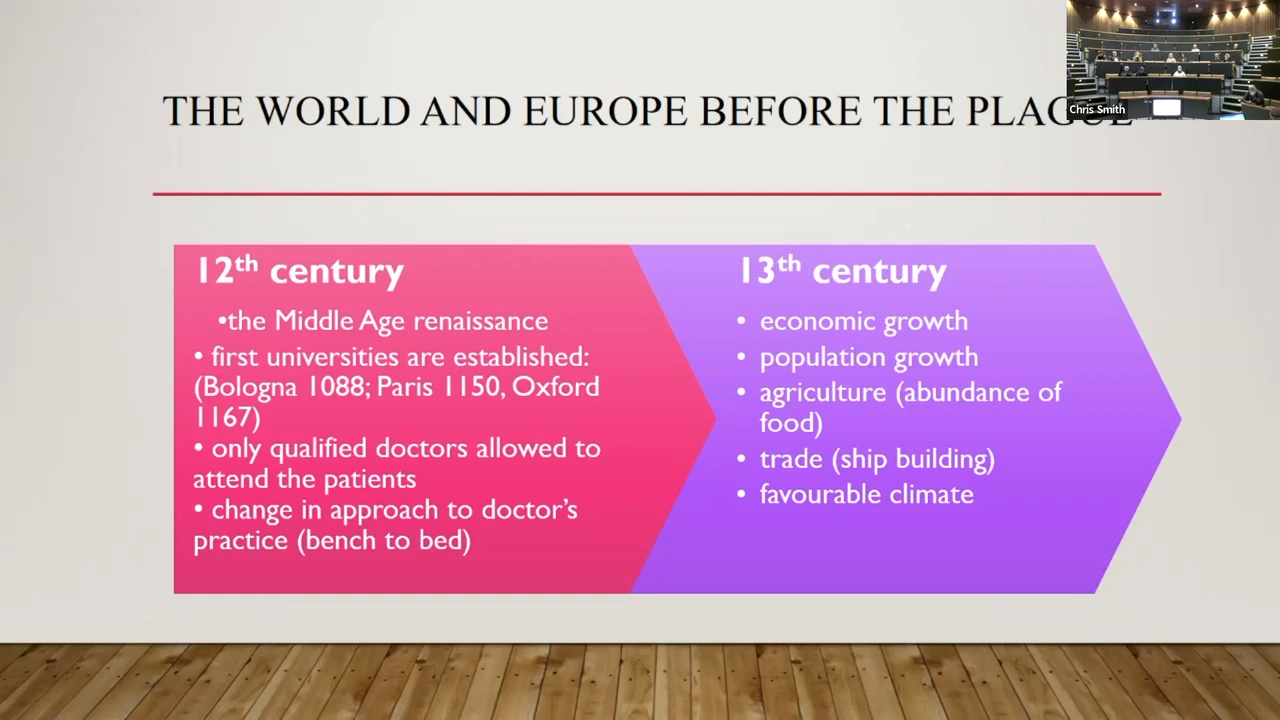 THE WORLD AND EUROPE BEFORE THE PLAGUE
Chris Smith
12th century
•the Middle Age renaissance
• first universities are established:
(Bologna 1088; Paris 1150, Oxford
1167)
• only qualified doctors allowed to
attend the patients
• change in approach to doctor's
practice (bench to bed)
13th century
• economic growth
• population growth
• agriculture (abundance of
food)
• trade (ship building)
• favourable climate